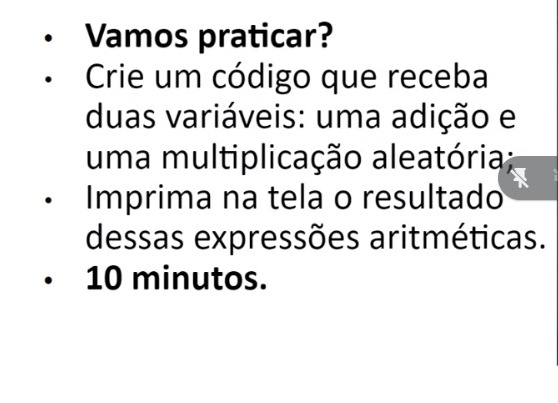 • Vamos praticar?
• Crie um código que receba
duas variáveis: uma adição e
uma multiplicação aleatória;
• Imprima na tela o resultado
dessas expressões aritméticas.
• 10 minutos.